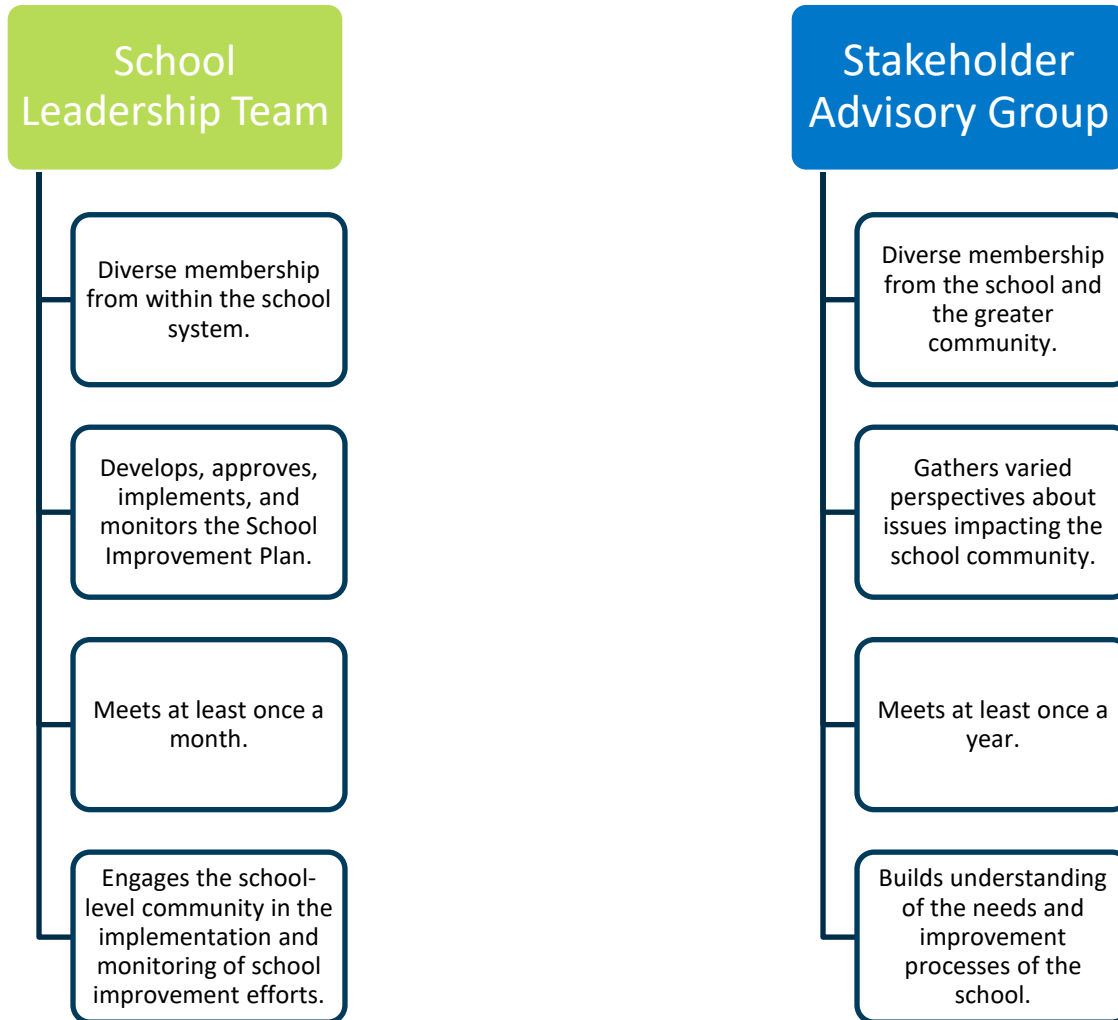 School
Leadership Team
Diverse membership
from within the school
system.
Develops, approves,
implements, and
monitors the School
Improvement Plan.
Meets at least once a
month.
Engages the school-
level community in the
implementation and
monitoring of school
improvement efforts.
Stakeholder
Advisory Group
Diverse membership
from the school and
the greater
community.
Gathers varied
perspectives about
issues impacting the
school community.
Meets at least once a
year.
Builds understanding
of the needs and
improvement
processes of the
school.